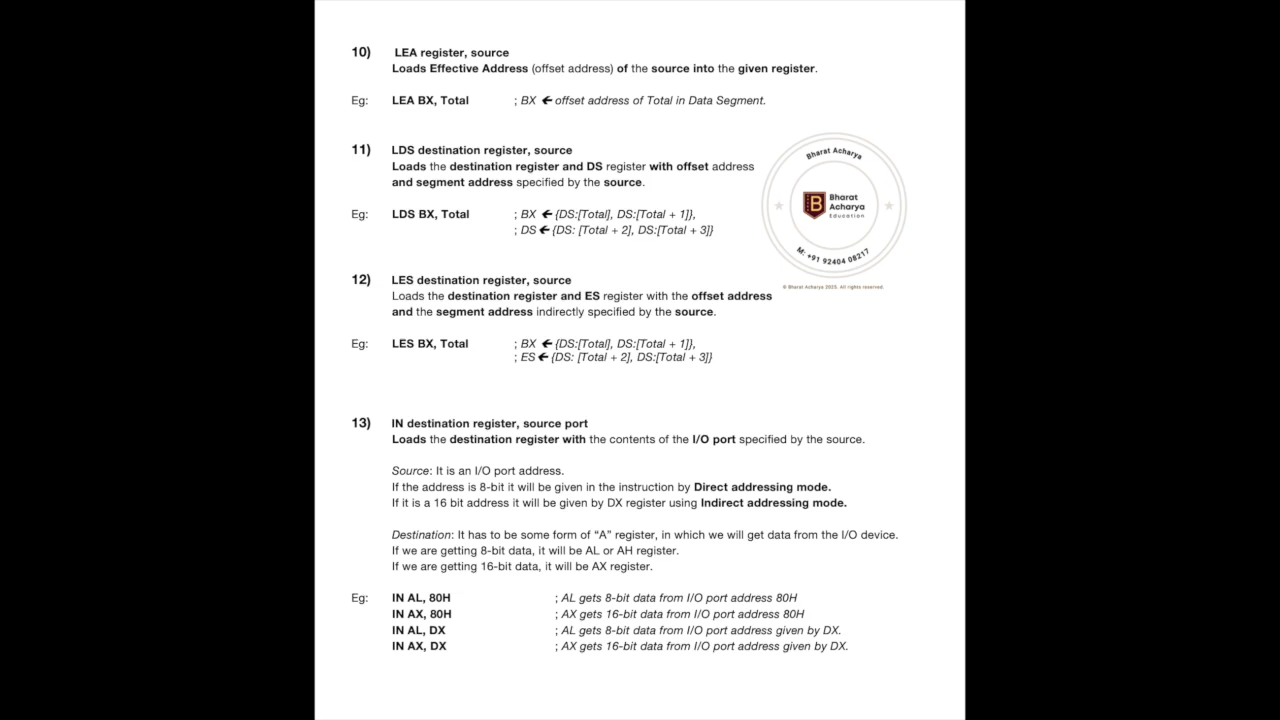 10) LEA register, source
Loads Effective Address (offset address) of the source into the given register.
Eg: LEA BX, Total ; BX ← offset address of Total in Data Segment.
11) LDS destination register, source
Loads the destination register and DS register with offset address
and segment address specified by the source.
Eg: LDS BX, Total ; BX ← {DS:[Total], DS:[Total + 1]},
; DS ← {DS: [Total + 2], DS:[Total + 3]}
Bharat Acharya
B
Bharat
Acharya
Education
M: +91 92404 08217
© Bharat Acharya 2025. All rights reserved.
12) LES destination register, source
Loads the destination register and ES register with the offset address
and the segment address indirectly specified by the source.
Eg: LES BX, Total ; BX ← {DS:[Total], DS:[Total + 1]},
; ES ← {DS: [Total + 2], DS:[Total + 3]}
13) IN destination register, source port
Loads the destination register with the contents of the I/O port specified by the source.
Source: It is an I/O port address.
If the address is 8-bit it will be given in the instruction by Direct addressing mode.
If it is a 16 bit address it will be given by DX register using Indirect addressing mode.
Destination: It has to be some form of “A” register, in which we will get data from the I/O device.
If we are getting 8-bit data, it will be AL or AH register.
If we are getting 16-bit data, it will be AX register.
Eg: IN AL, 80H ; AL gets 8-bit data from I/O port address 80H
IN AX, 80H ; AX gets 16-bit data from I/O port address 80H
IN AL, DX ; AL gets 8-bit data from I/O port address given by DX.
IN AX, DX ; AX gets 16-bit data from I/O port address given by DX.